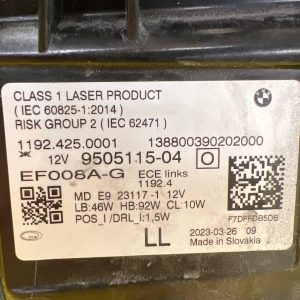 CLASS 1 LASER PRODUCT
( IEC 60825-1:2014 )
RISK GROUP 2 ( IEC 62471 )
1192.425.0001 138800390202000
12V 9505115-04
EF008A-G ECE links
1192.4
MD E9 23117 -1 12V
LB:46W HB:92W CL:10W
POS_I /DRL_I:1,5W
F7DFFDB5DB
LL
2023-03-26 09
Made in Slovakia